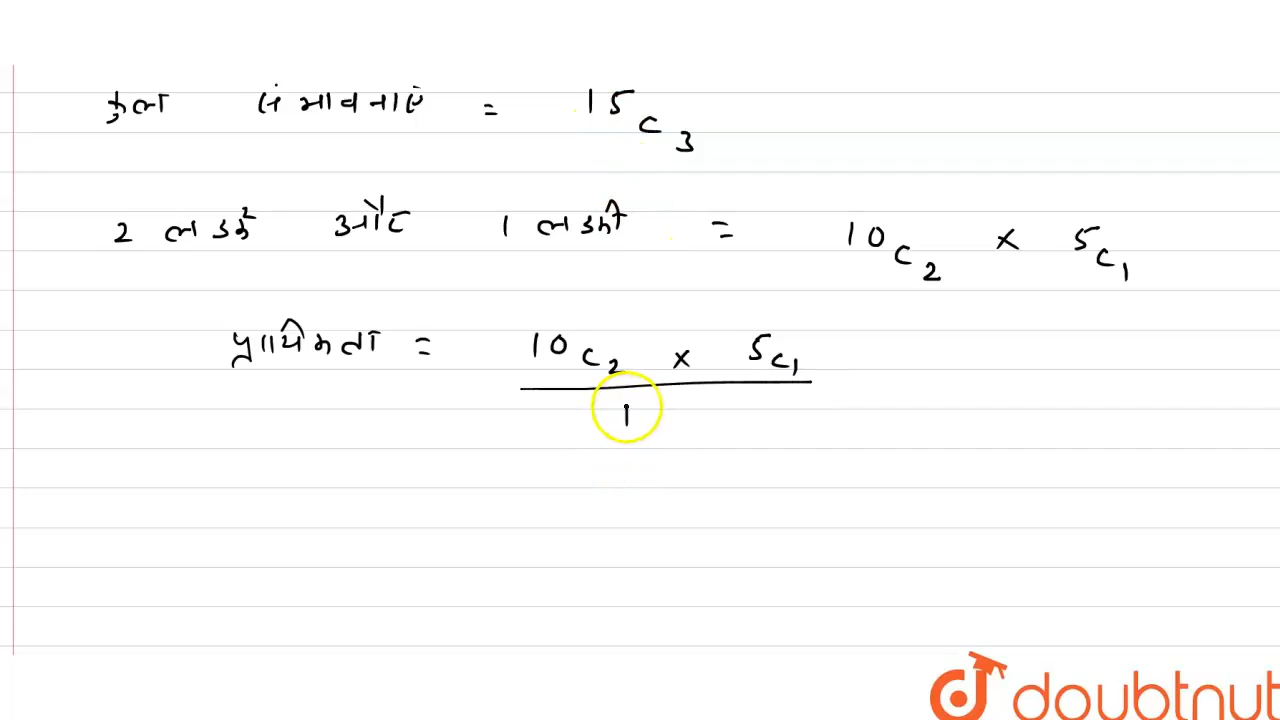 कुल संभावनाएं = 15C3
2 लड़के और 1 लड़की = 10C2 × 5C1
प्रायिकता = 10C2 × 5C1
1
doubtnut